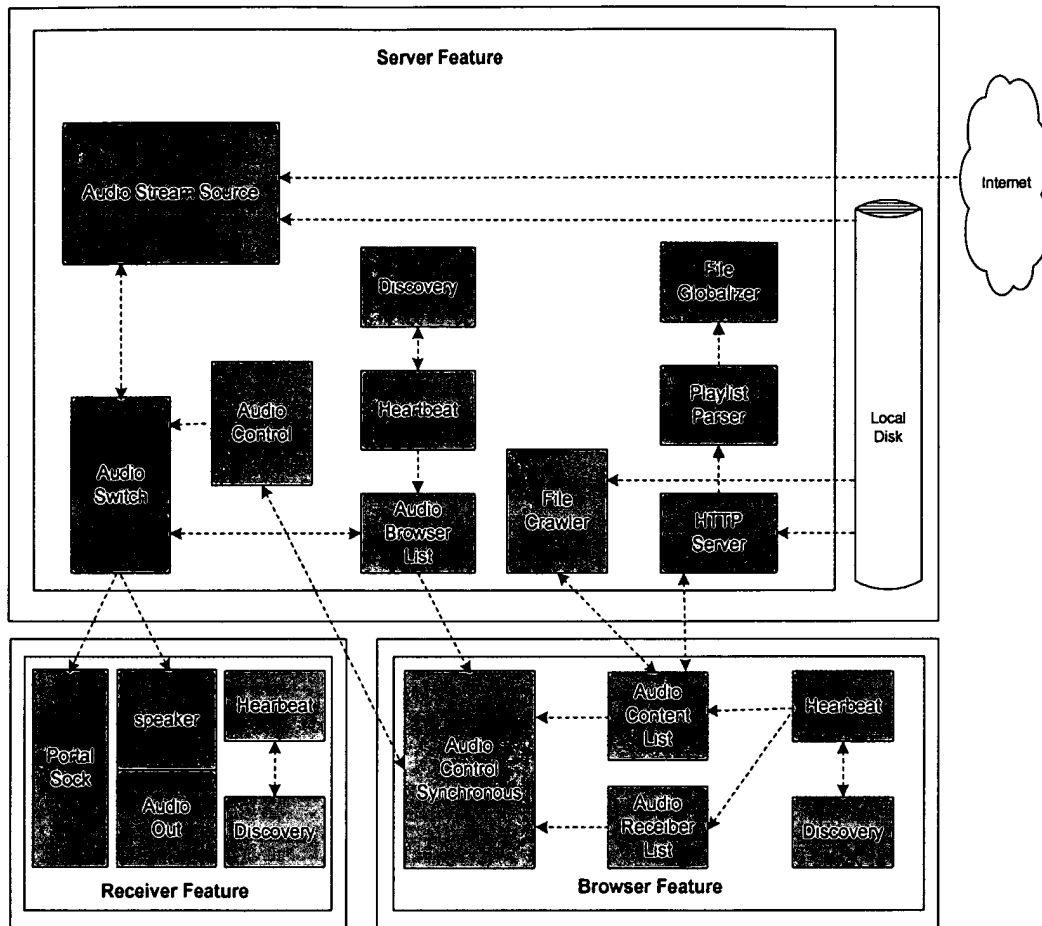 Server Feature
Audio Stream Source
Internet
Discovery
File
Globalizer
Audio
Control
Heartbeat
Playlist
Parser
Local
Disk
Audio
Switch
Audio
Browser
List
File
Crawler
HTTP
Server
Portal
Sock
speaker
Audio
Out
Hearbeat
Discovery
Receiver Feature
Audio
Control
Synchronous
Audio
Content
List
Audio
Receiber
List
Hearbeat
Discovery
Browser Feature